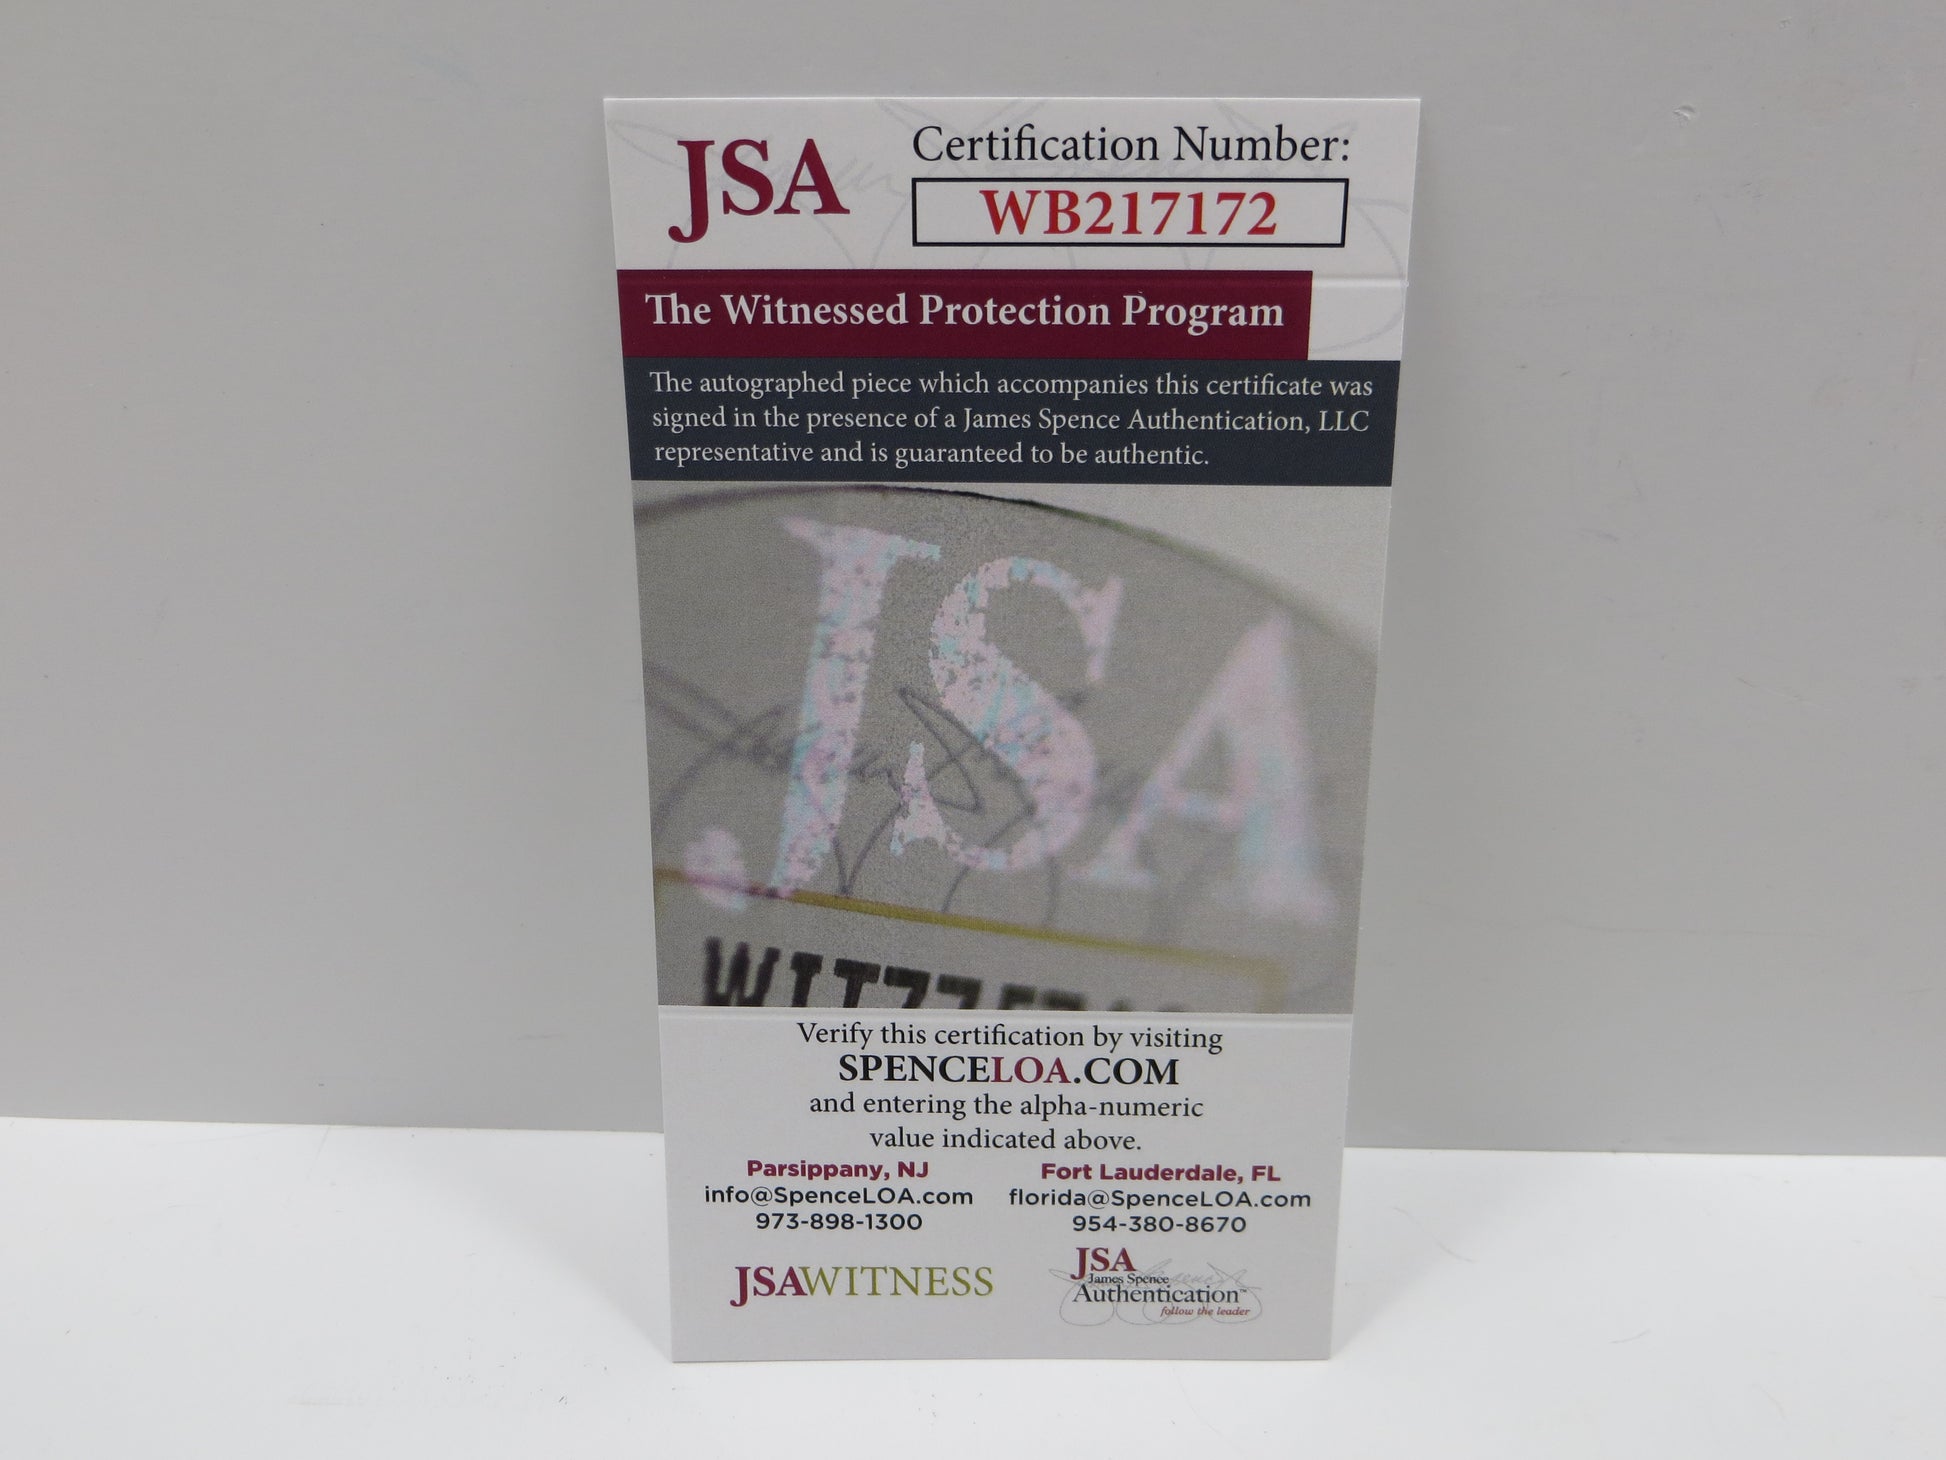 JSA
Certification Number:
WB217172
The Witnessed Protection Program
The autographed piece which accompanies this certificate was
signed in the presence of a James Spence Authentication, LLC
representative and is guaranteed to be authentic.
JSA
Verify this certification by visiting
SPENCELOA.COM
and entering the alpha-numeric
value indicated above.
Parsippany, NJ
info@SpenceLOA.com
973-898-1300
Fort Lauderdale, FL
florida@SpenceLOA.com
954-380-8670
JSAWITNESS
JSA
James Spence
Authentication™
follow the leader